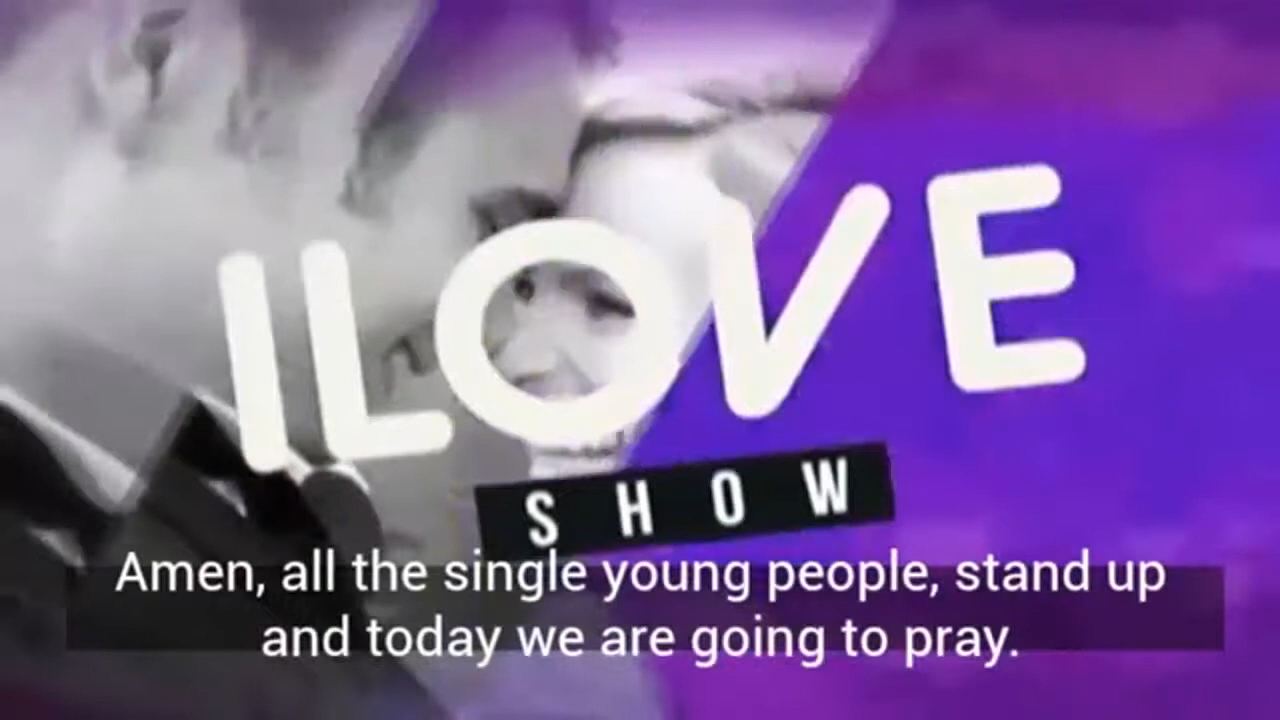 ILOVE
SHOW
Amen, all the single young people, stand up
and today we are going to pray.